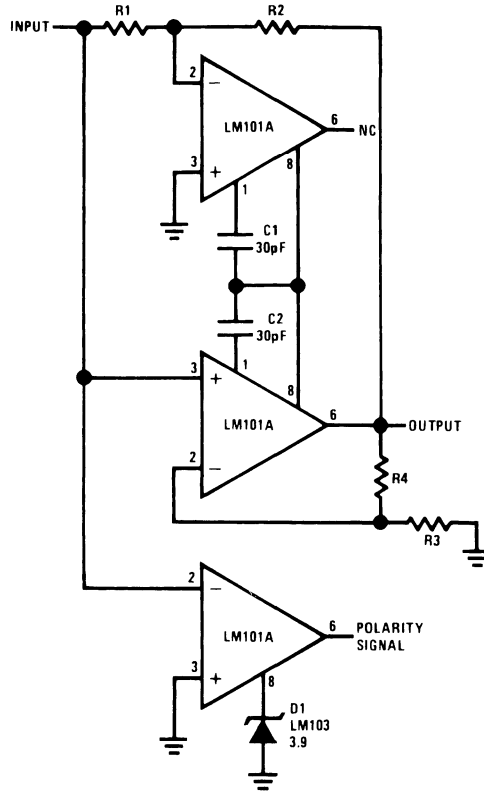 R1
R2
INPUT
2
−
LM101A
6
NC
3
+
8
1
C1
30pF
C2
30pF
1
8
3
+
LM101A
6
OUTPUT
2
−
R4
R3
2
−
LM101A
6
POLARITY
SIGNAL
3
+
8
D1
LM103
3.9